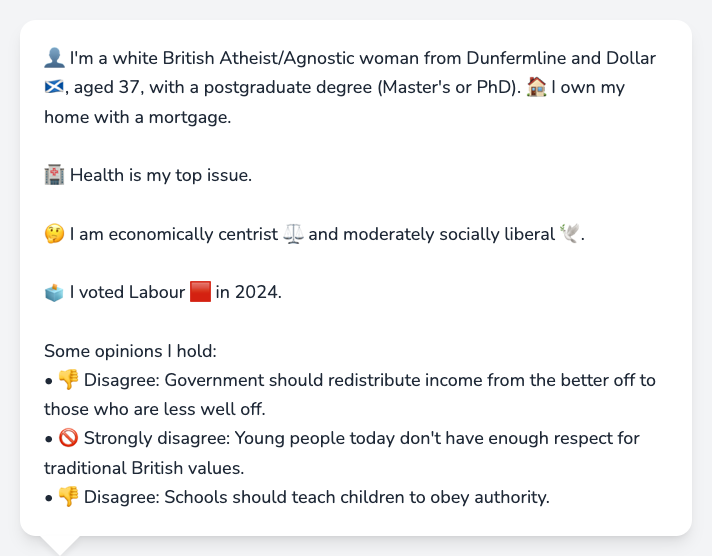 👤 I'm a white British Atheist/Agnostic woman from Dunfermline and Dollar
🏴󠁧󠁢󠁳󠁣󠁴󠁿, aged 37, with a postgraduate degree (Master's or PhD). 🏠 I own my
home with a mortgage.
🏥 Health is my top issue.
🤔 I am economically centrist ⚖️ and moderately socially liberal 🕊️.
🗳️ I voted Labour 🟥 in 2024.
Some opinions I hold:
• 👎 Disagree: Government should redistribute income from the better off to
those who are less well off.
• 🚫 Strongly disagree: Young people today don't have enough respect for
traditional British values.
• 👎 Disagree: Schools should teach children to obey authority.